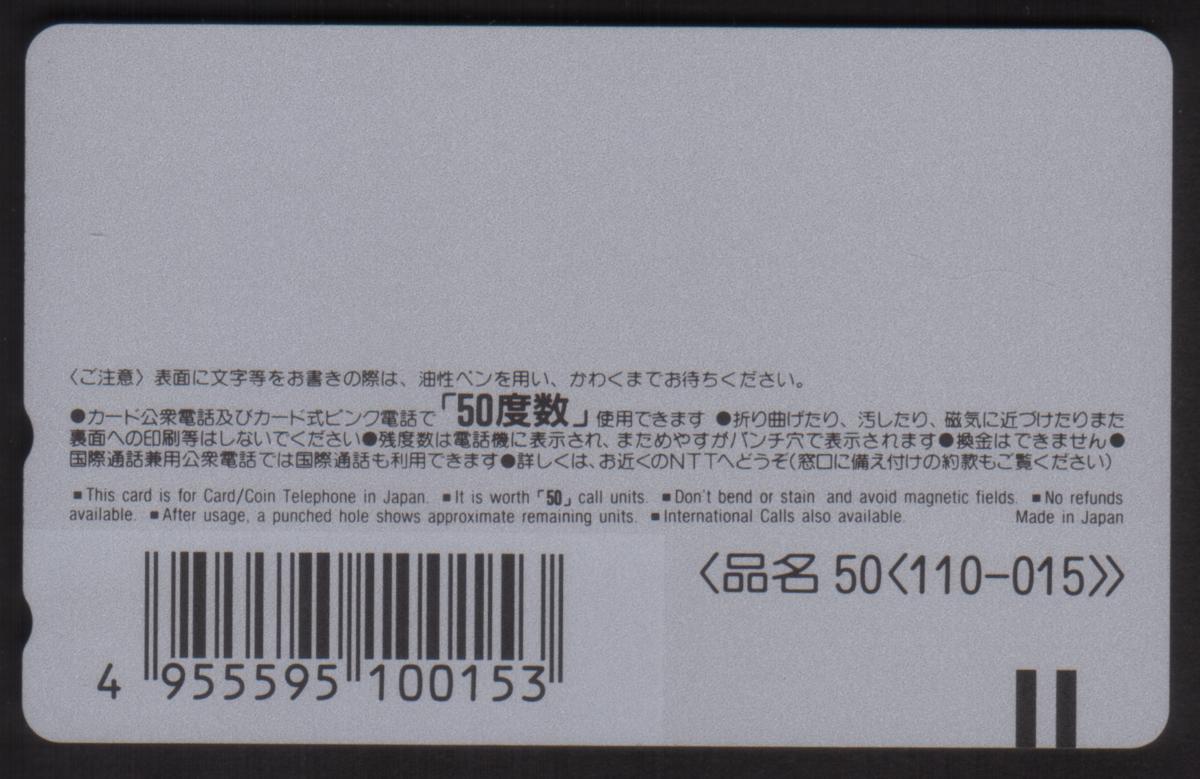 〈ご注意〉表面に文字等をお書きの際は、油性ペンを用い、かわくまでお待ちください。
●カード公衆電話及びカード式ピンク電話で「50度数」使用できます ●折り曲げたり、汚したり、磁気に近づけたりまた
裏面への印刷等はしないでください●残度数は電話機に表示され、まためやすがパンチ穴で表示されます●換金はできません●
国際通話兼用公衆電話では国際通話も利用できます●詳しくは、お近くのNTTへどうぞ(窓口に備え付けの約款もご覧ください)
■This card is for Card/Coin Telephone in Japan. ■It is worth「50」call units. ■Don't bend or stain and avoid magnetic fields. ■No refunds
available. ■After usage, a punched hole shows approximate remaining units. ■International Calls also available. Made in Japan
〈品名 50〈110-015〉〉
4 955595 100153